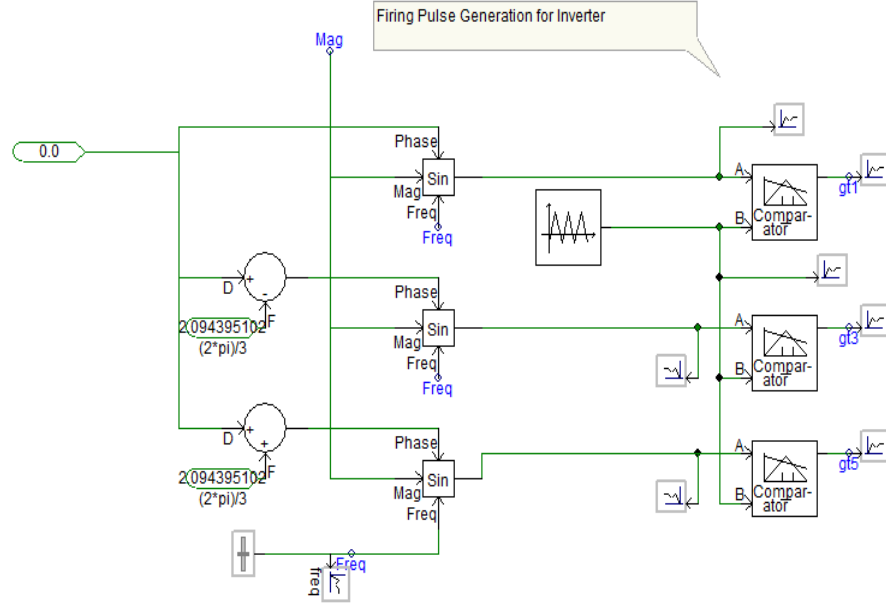 Firing Pulse Generation for Inverter
Mag
0.0
Phase
Sin
Mag
Freq
Freq
A
B
Compar-
ator
gt1
D
+
-
F
2.094395102
(2*pi)/3
Phase
Sin
Mag
Freq
Freq
A
B
Compar-
ator
gt3
D
+
+
F
2.094395102
(2*pi)/3
Phase
Sin
Mag
Freq
A
B
Compar-
ator
gt5
Freq
freq